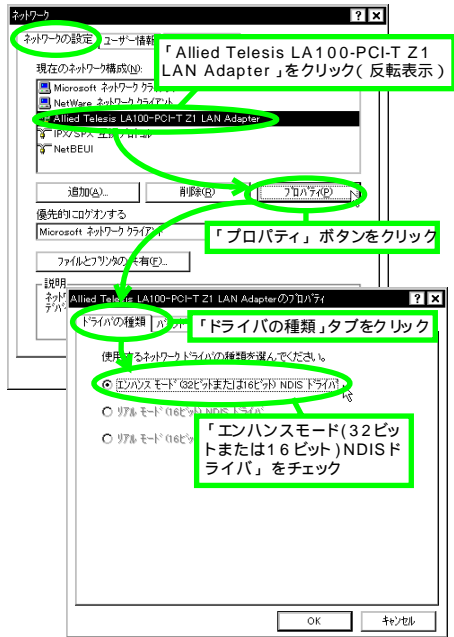 ネットワーク
ネットワークの設定
ユーザー情報
「Allied Telesis LA100-PCI-T Z1
LAN Adapter」をクリック(反転表示)
現在のネットワーク構成(N):
Microsoft ネットワーク クライアント
NetWare ネットワーク クライアント
Allied Telesis LA100-PCI-T Z1 LAN Adapter
IPX/SPX 互換プロトコル
NetBEUI
追加(A)...
削除(R)
プロパティ(P)
優先的にログオンする
Microsoft ネットワーク クライアント
「プロパティ」ボタンをクリック
ファイルとプリンタの共有(F)...
説明
Allied Telesis LA100-PCI-T Z1 LAN Adapterのプロパティ
ドライバの種類
「ドライバの種類」タブをクリック
使用するネットワーク ドライバの種類を選んでください。
エンハンス モード (32ビットまたは16ビット) NDIS ドライバ
リアル モード (16ビット) NDIS ドライバ
リアル モード (16ビット)
「エンハンスモード(32ビッ
トまたは16ビット)NDISド
ライバ」をチェック
OK
キャンセル